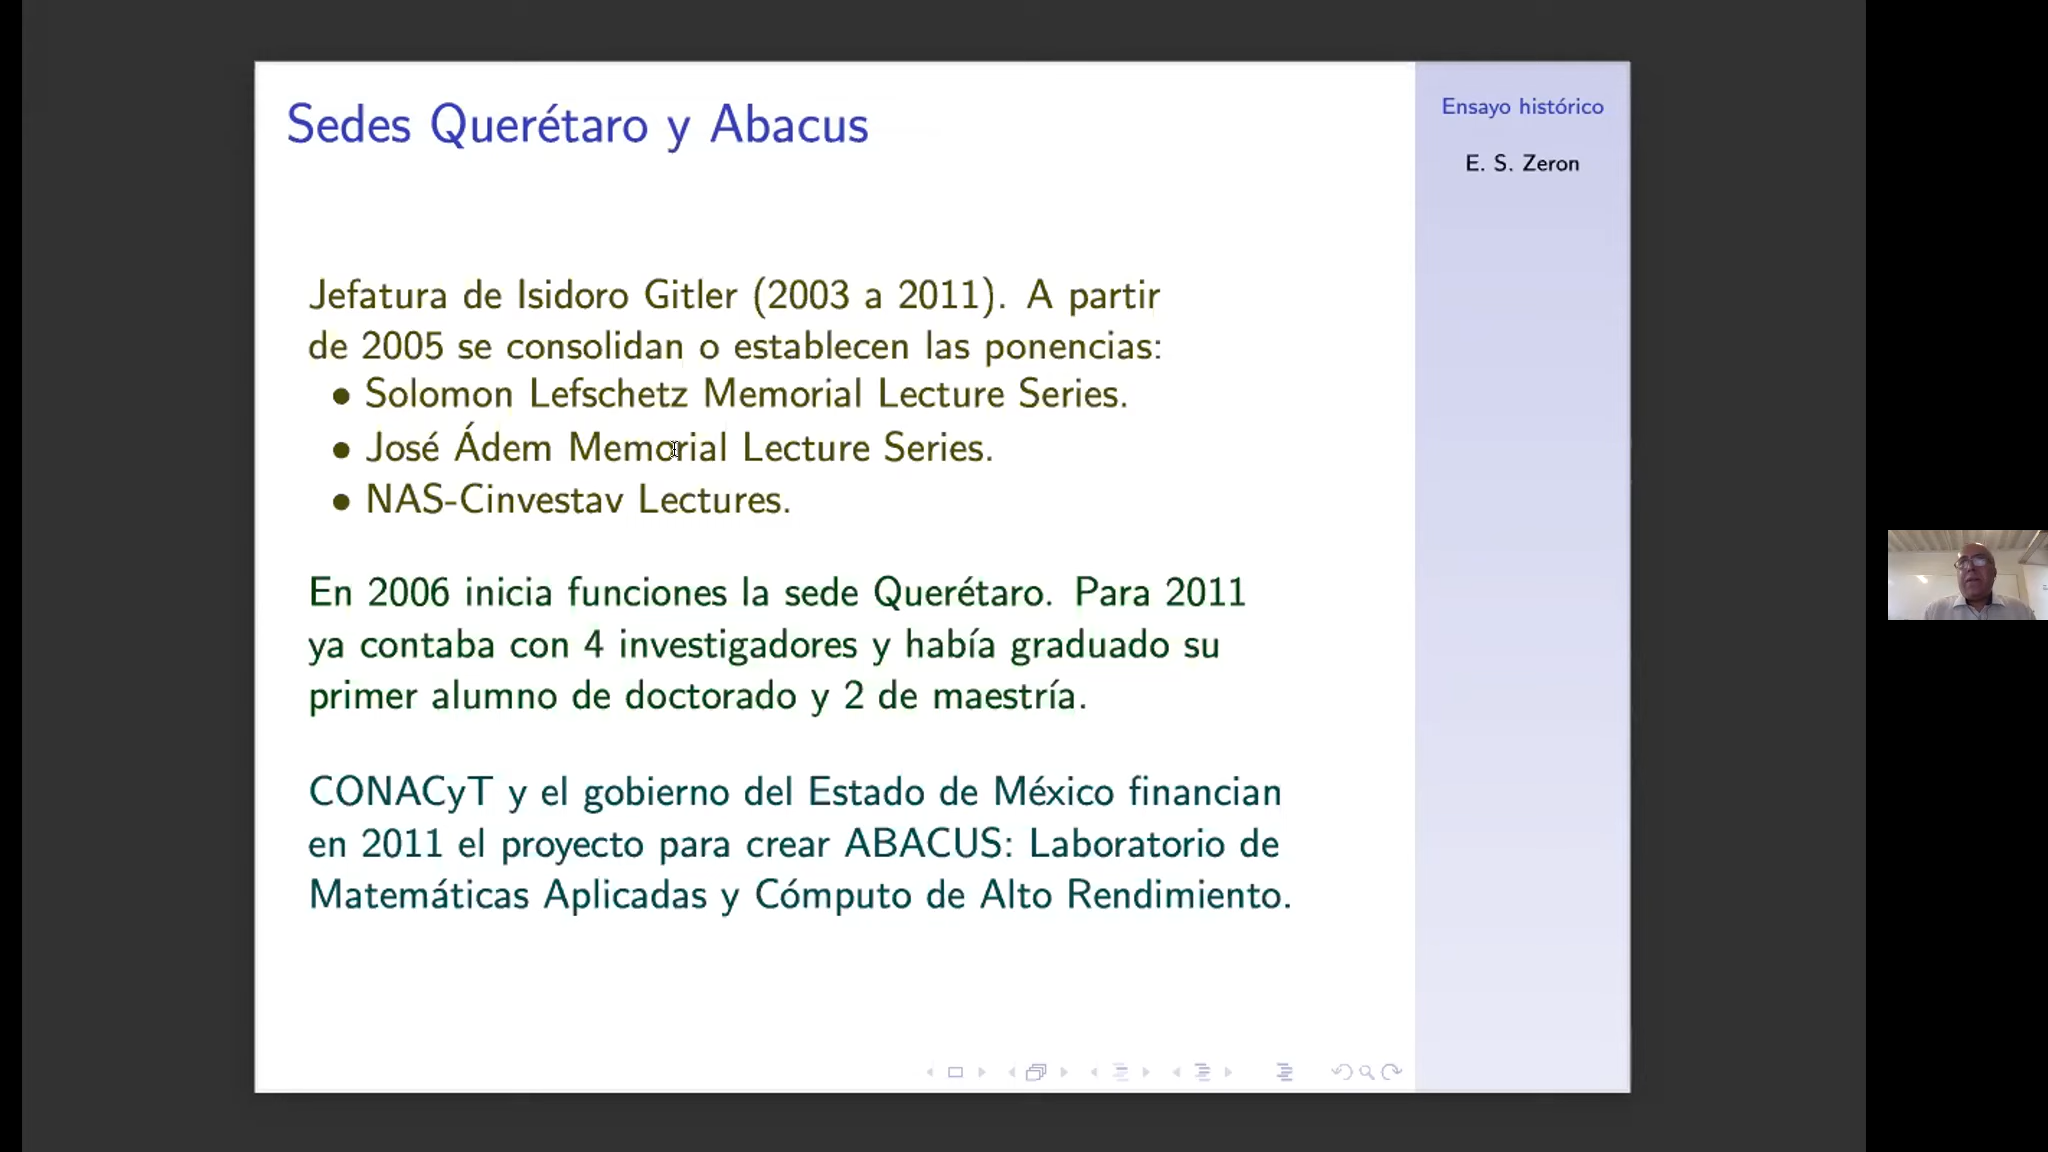 Sedes Querétaro y Abacus
Jefatura de Isidoro Gitler (2003 a 2011). A partir
de 2005 se consolidan o establecen las ponencias:
• Solomon Lefschetz Memorial Lecture Series.
• José Ádem Memorial Lecture Series.
• NAS-Cinvestav Lectures.
En 2006 inicia funciones la sede Querétaro. Para 2011
ya contaba con 4 investigadores y había graduado su
primer alumno de doctorado y 2 de maestría.
CONACyT y el gobierno del Estado de México financian
en 2011 el proyecto para crear ABACUS: Laboratorio de
Matemáticas Aplicadas y Cómputo de Alto Rendimiento.
Ensayo histórico
E. S. Zeron